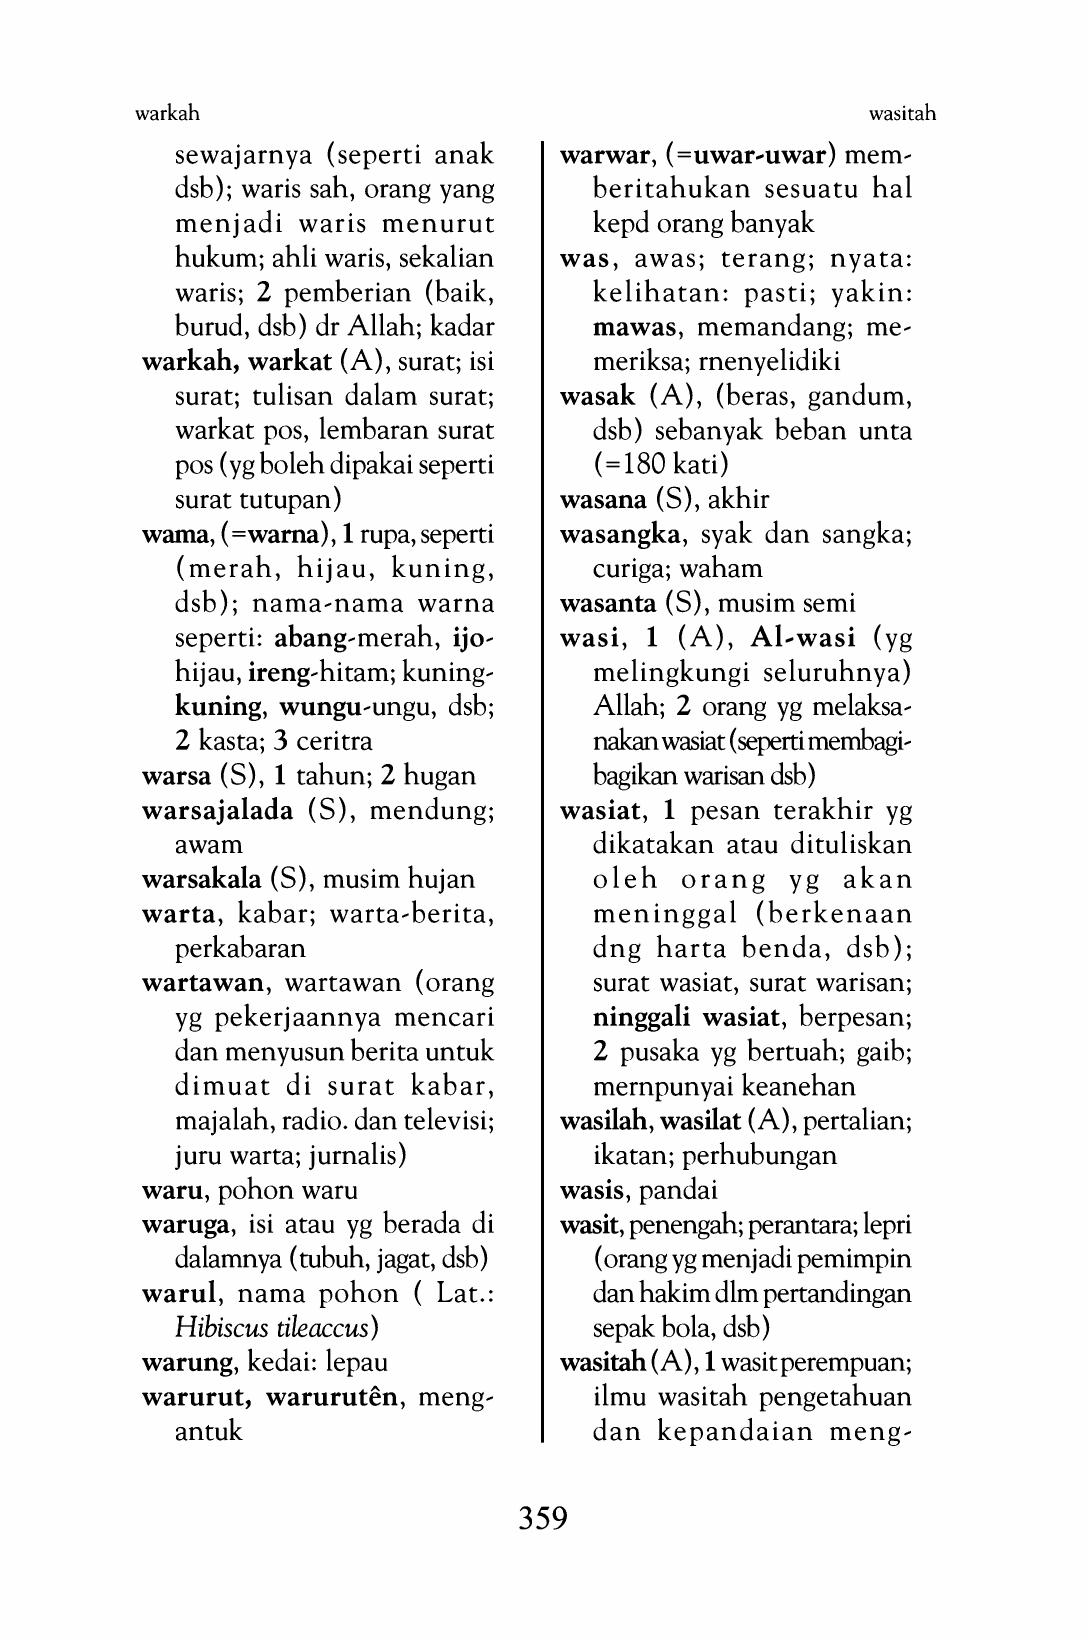 warkah
wasitah
sewajarnya (seperti anak
dsb); waris sah, orang yang
menjadi waris menurut
hukum; ahli waris, sekalian
waris; 2 pemberian (baik,
burud, dsb) dr Allah; kadar
warkah, warkat (A), surat; isi
surat; tulisan dalam surat;
warkat pos, lembaran surat
pos (yg boleh dipakai seperti
surat tutupan)
wama, (=warna), 1 rupa, seperti
(merah, hijau, kuning,
dsb); nama-nama warna
seperti: abang-merah, ijo-
hijau, ireng-hitam; kuning-
kuning, wungu-ungu, dsb;
2 kasta; 3 ceritra
warsa (S), 1 tahun; 2 hugan
warsajalada (S), mendung;
awam
warsakala (S), musim hujan
warta, kabar; warta-berita,
perkabaran
wartawan, wartawan (orang
yg pekerjaannya mencari
dan menyusun berita untuk
dimuat di surat kabar,
majalah, radio. dan televisi;
juru warta; jurnalis)
waru, pohon waru
waruga, isi atau yg berada di
dalamnya (tubuh, jagat, dsb)
warul, nama pohon ( Lat.:
Hibiscus tileaccus)
warung, kedai: lepau
warurut, warurutên, meng-
antuk
warwar, (=uwar-uwar) mem-
beritahukan sesuatu hal
kepd orang banyak
was, awas; terang; nyata:
kelihatan: pasti; yakin:
mawas, memandang; me-
meriksa; rnenyelidiki
wasak (A), (beras, gandum,
dsb) sebanyak beban unta
(=180 kati)
wasana (S), akhir
wasangka, syak dan sangka;
curiga; waham
wasanta (S), musim semi
wasi, 1 (A), Al-wasi (yg
melingkungi seluruhnya)
Allah; 2 orang yg melaksa-
nakan wasiat (seperti membagi-
bagikan warisan dsb)
wasiat, 1 pesan terakhir yg
dikatakan atau dituliskan
oleh orang yg akan
meninggal (berkenaan
dng harta benda, dsb);
surat wasiat, surat warisan;
ninggali wasiat, berpesan;
2 pusaka yg bertuah; gaib;
mernpunyai keanehan
wasilah, wasilat (A), pertalian;
ikatan; perhubungan
wasis, pandai
wasit, penengah; perantara; lepri
(orang yg menjadi pemimpin
dan hakim dlm pertandingan
sepak bola, dsb)
wasitah (A), 1 wasit perempuan;
ilmu wasitah pengetahuan
dan kepandaian meng-
359